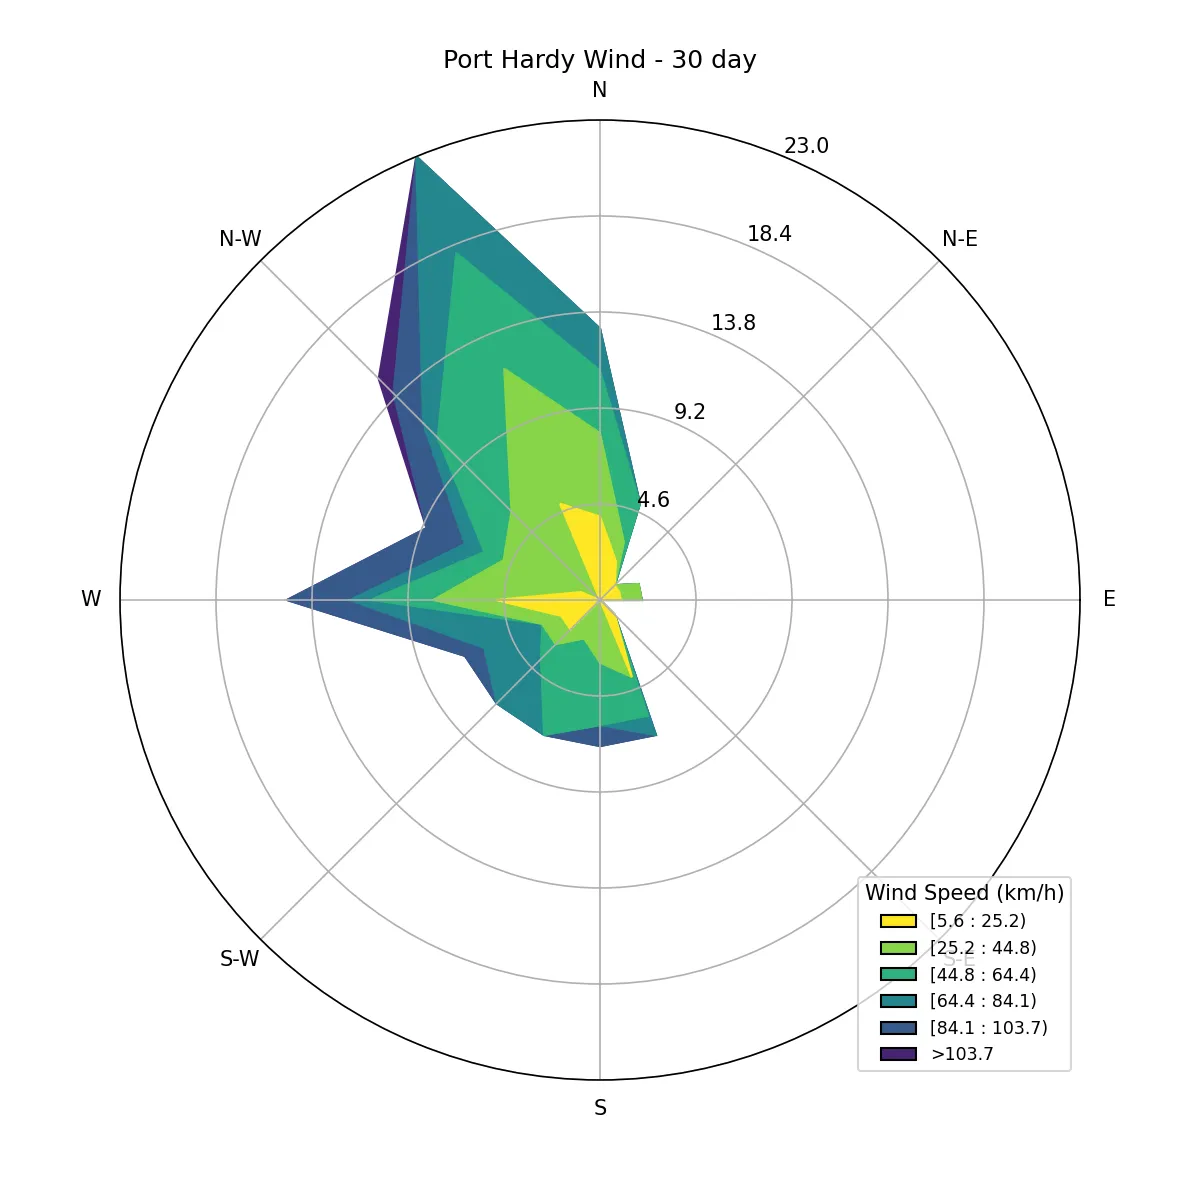 Port Hardy Wind - 30 day
N
23.0
N-W
18.4
N-E
13.8
9.2
4.6
W
E
Wind Speed (km/h)
[5.6 : 25.2)
[25.2 : 44.8)
S-W
S-E
[44.8 : 64.4)
[64.4 : 84.1)
[84.1 : 103.7)
>103.7
S